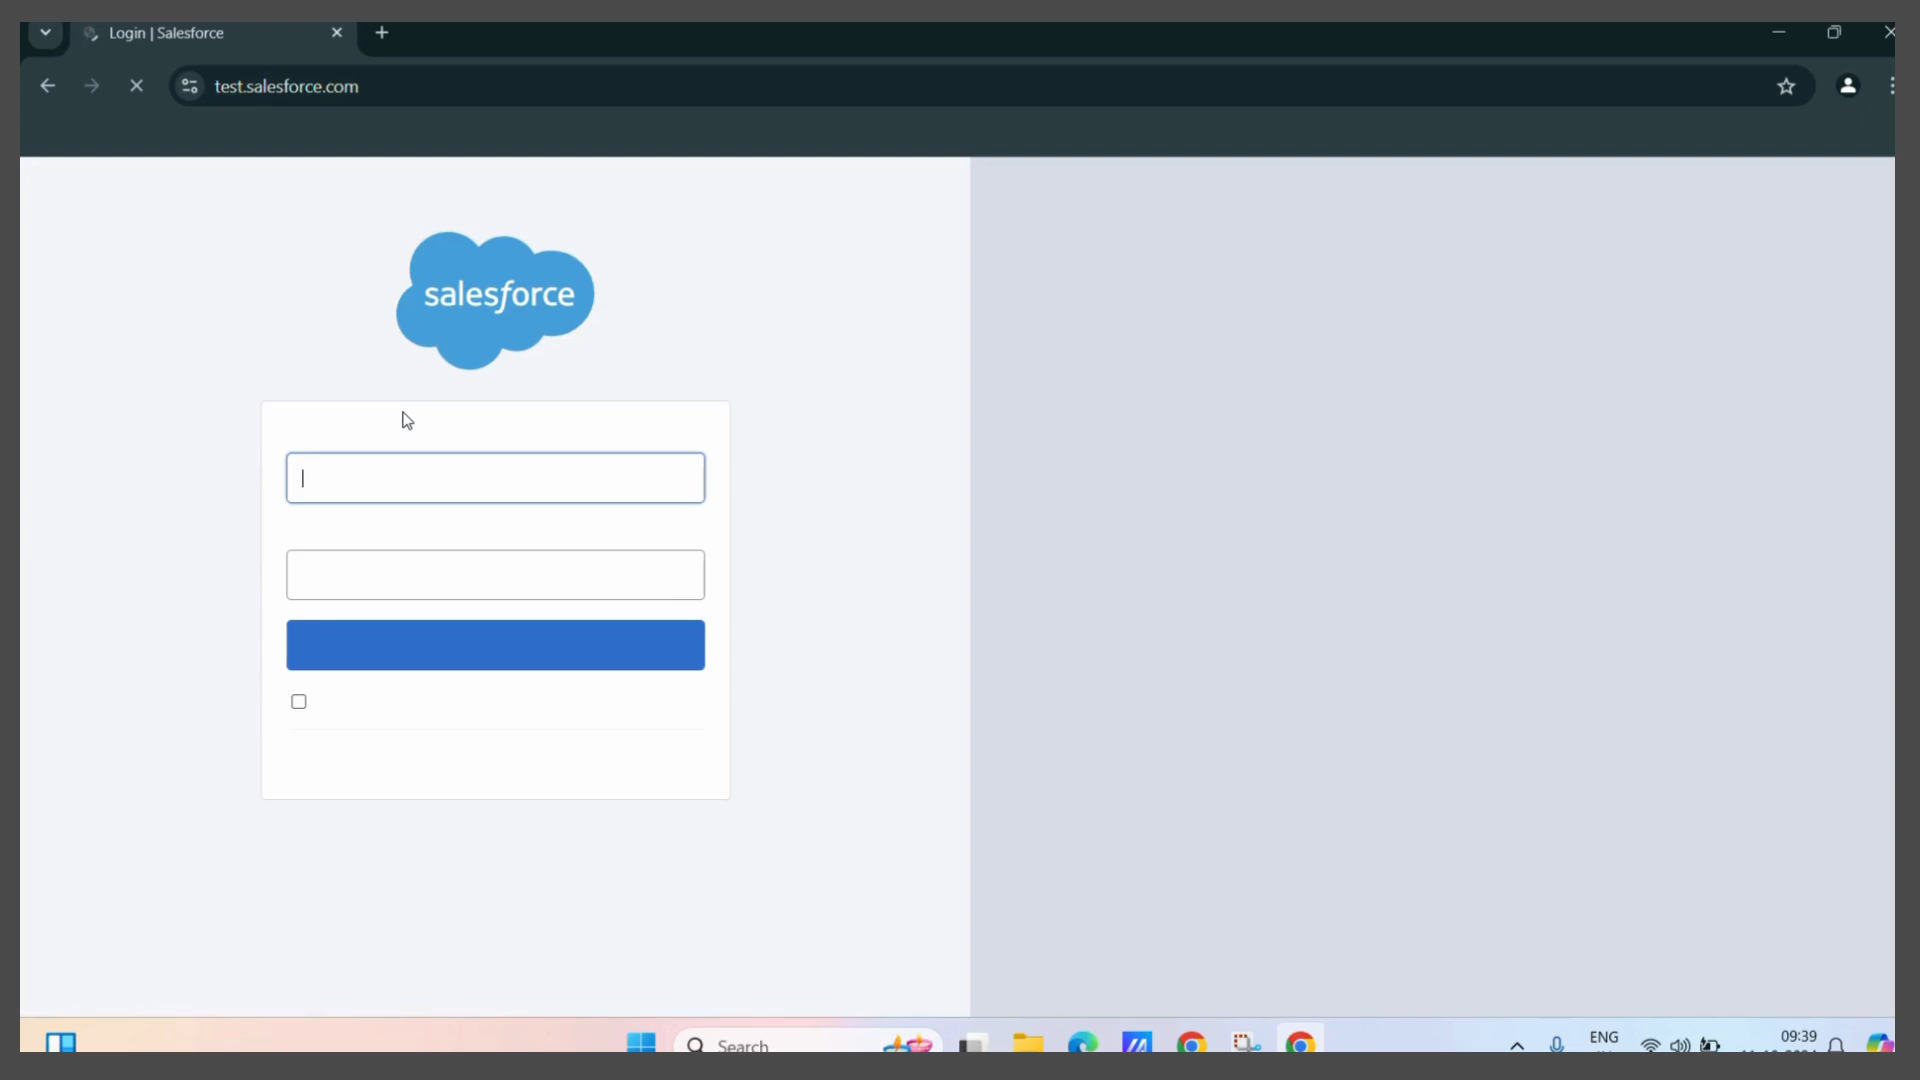 Login | Salesforce
test.salesforce.com
salesforce
Search
ENG
09:39